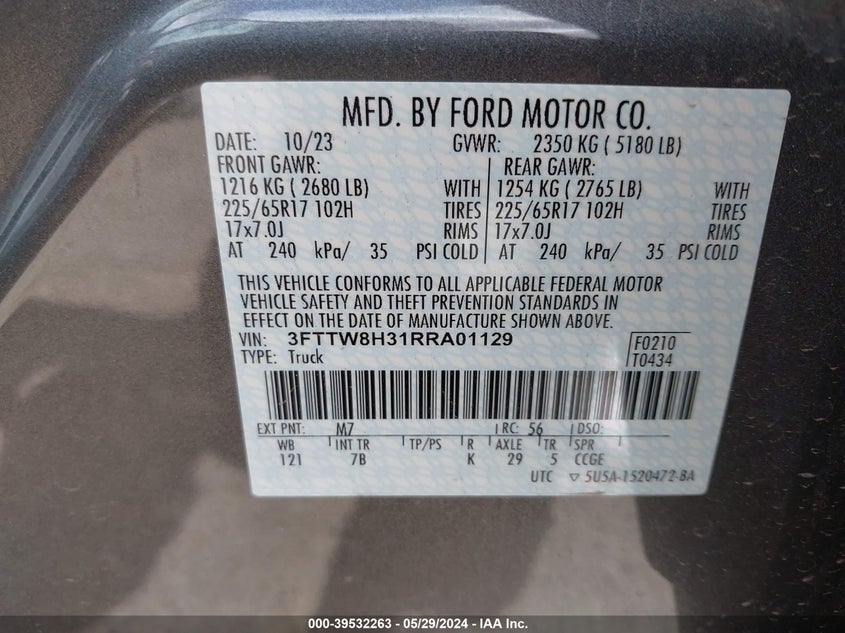 MFD. BY FORD MOTOR CO.
DATE: 10/23 GVWR: 2350 KG ( 5180 LB)
FRONT GAWR: REAR GAWR:
1216 KG ( 2680 LB) WITH 1254 KG ( 2765 LB) WITH
225/65R17 102H TIRES 225/65R17 102H TIRES
17x7.0J RIMS 17x7.0J RIMS
AT 240 kPa/ 35 PSI COLD AT 240 kPa/ 35 PSI COLD
THIS VEHICLE CONFORMS TO ALL APPLICABLE FEDERAL MOTOR
VEHICLE SAFETY AND THEFT PREVENTION STANDARDS IN
EFFECT ON THE DATE OF MANUFACTURE SHOWN ABOVE.
VIN: 3FTTW8H31RRA01129 F0210
TYPE: Truck T0434
EXT PNT: M7 RC: 56 DSO:
WB INT TR TP/PS R AXLE TR SPR
121 7B K 29 5 CCGE
UTC ▽ 5U5A-1520472-BA
000-39532263 - 05/29/2024 - IAA Inc.